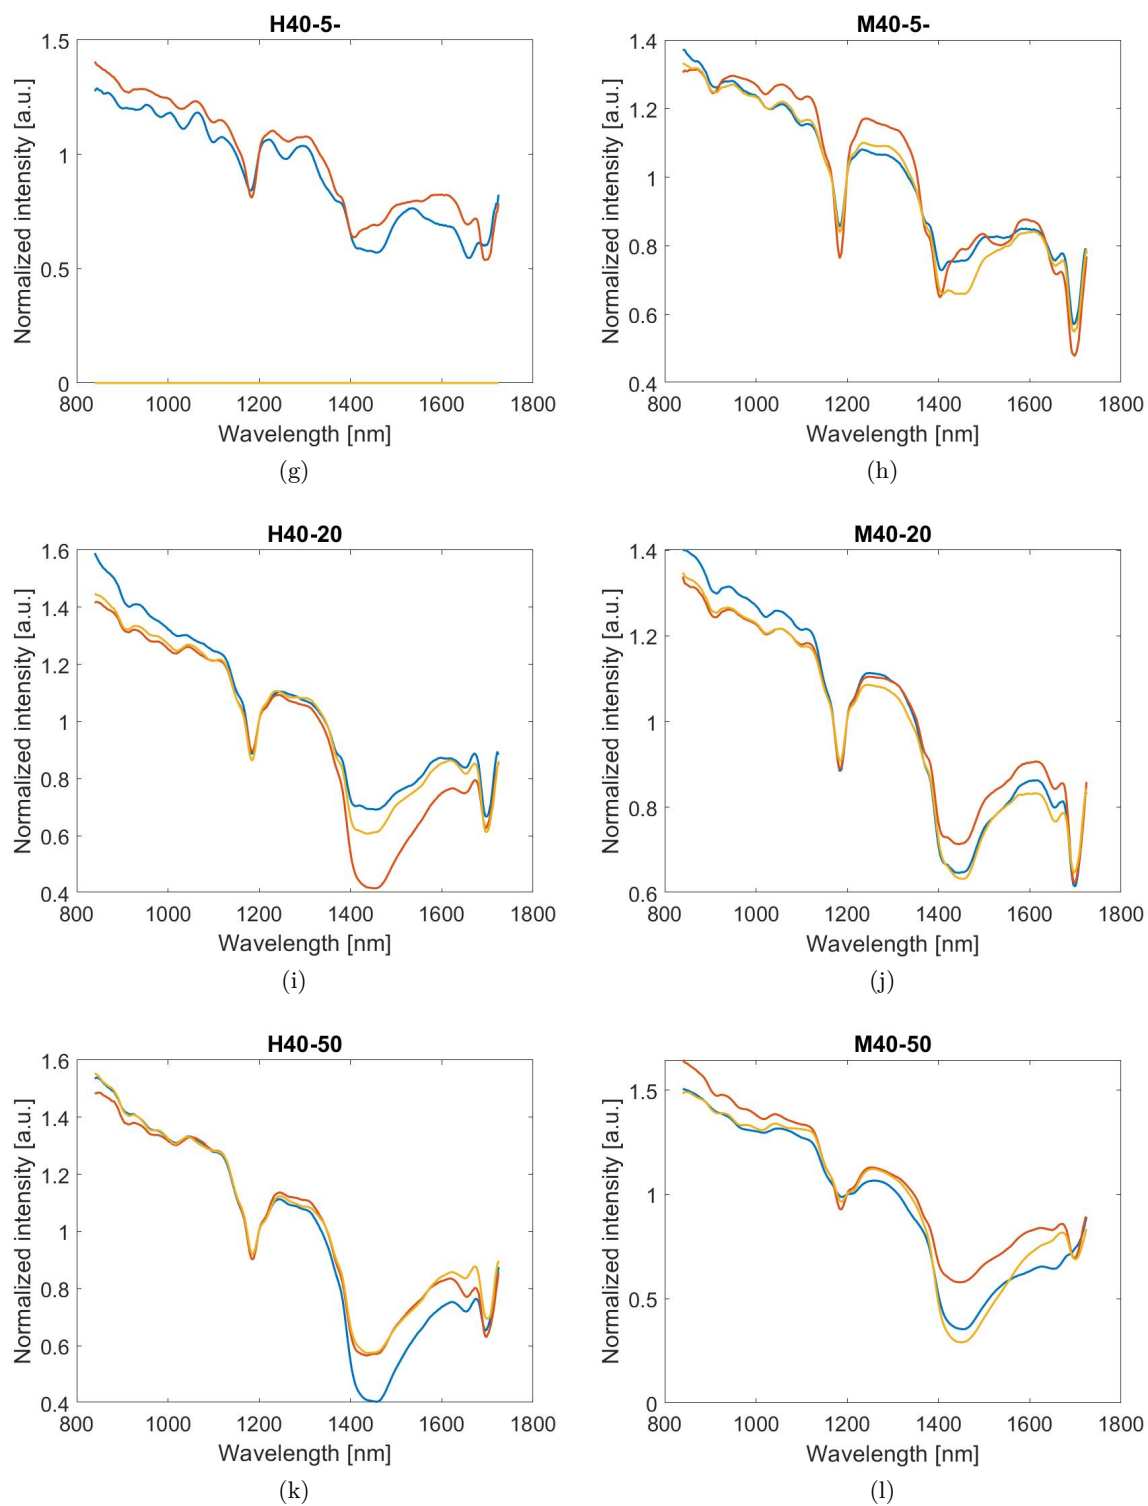 H40-5-
Normalized intensity [a.u.]
1.5
1
0.5
0
800 1000 1200 1400 1600 1800
Wavelength [nm]
(g)
M40-5-
Normalized intensity [a.u.]
1.4
1.2
1
0.8
0.6
0.4
800 1000 1200 1400 1600 1800
Wavelength [nm]
(h)
H40-20
Normalized intensity [a.u.]
1.6
1.4
1.2
1
0.8
0.6
0.4
800 1000 1200 1400 1600 1800
Wavelength [nm]
(i)
M40-20
Normalized intensity [a.u.]
1.4
1.2
1
0.8
0.6
800 1000 1200 1400 1600 1800
Wavelength [nm]
(j)
H40-50
Normalized intensity [a.u.]
1.6
1.4
1.2
1
0.8
0.6
0.4
800 1000 1200 1400 1600 1800
Wavelength [nm]
(k)
M40-50
Normalized intensity [a.u.]
1.5
1
0.5
0
800 1000 1200 1400 1600 1800
Wavelength [nm]
(l)